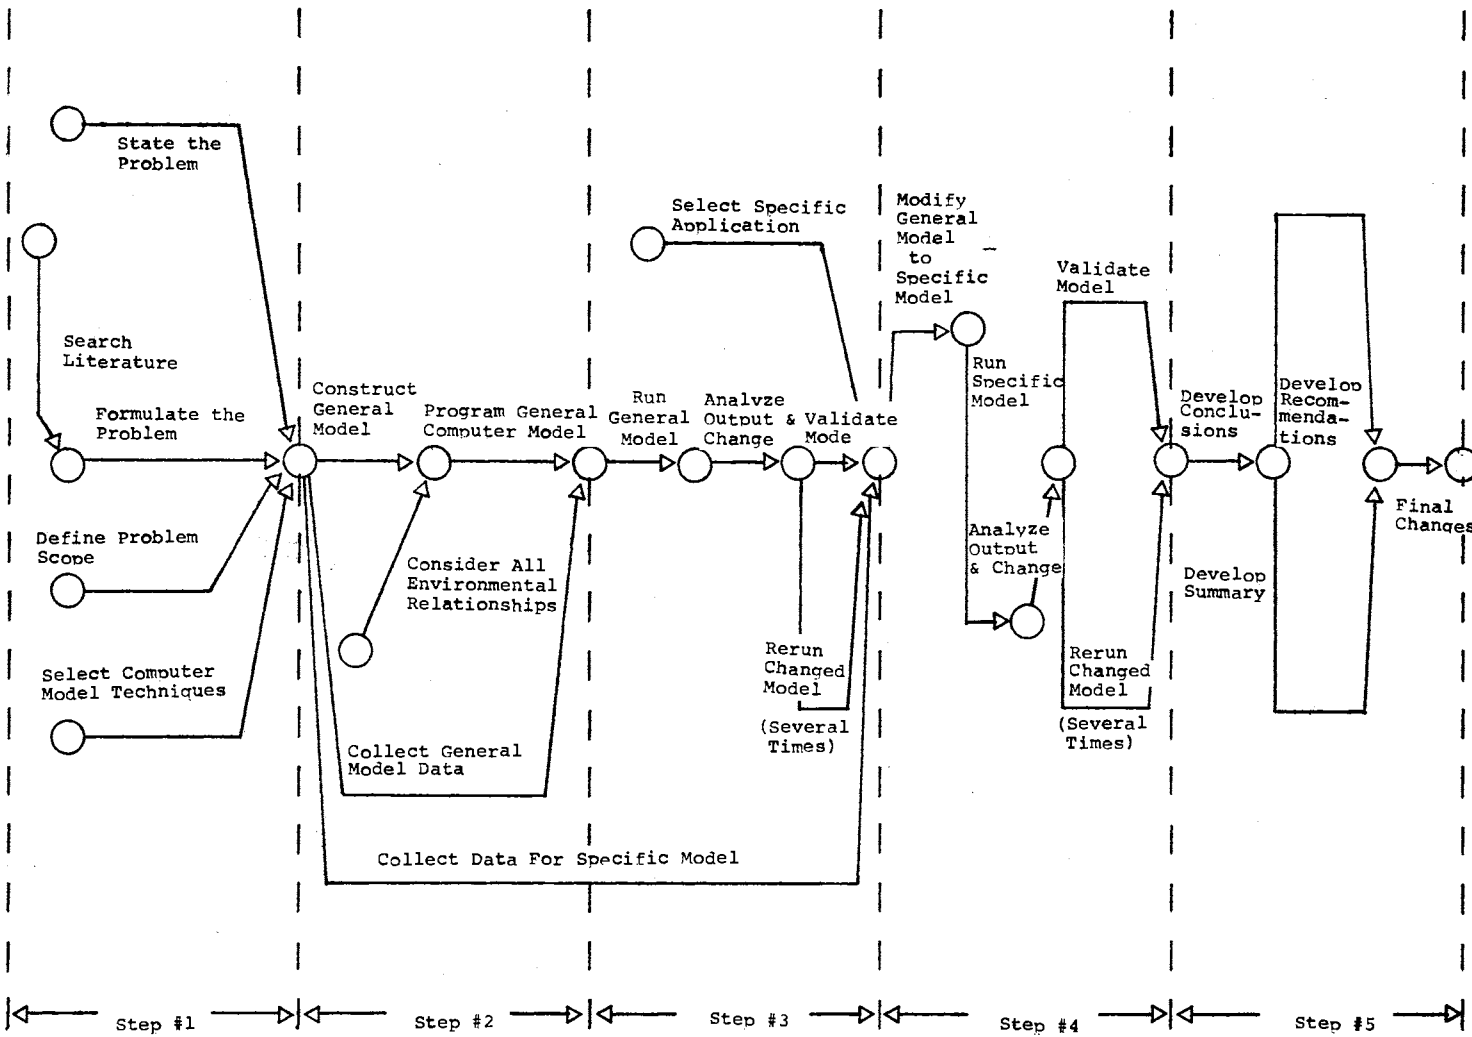 State the
Problem
Search
Literature
Formulate the
Problem
Define Problem
Scope
Select Computer
Model Techniques
Construct
General
Model
Program General
Computer Model
Consider All
Environmental
Relationships
Collect General
Model Data
Collect Data For Specific Model
Select Specific
Application
Run
General
Model
Analyze
Output &
Change
Validate
Mode
Rerun
Changed
Model
(Several
Times)
Modify
General
Model
to
Specific
Model
Run
Specific
Model
Analyze
Output
& Change
Validate
Model
Rerun
Changed
Model
(Several
Times)
Develop
Conclu-
sions
Develop
Recom-
menda-
tions
Develop
Summary
Final
Changes
Step #1
Step #2
Step #3
Step #4
Step #5